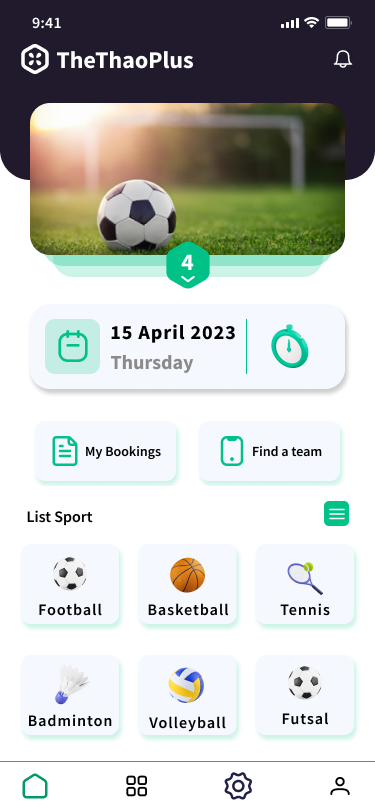 9:41
TheThaoPlus
4
15 April 2023
Thursday
My Bookings
Find a team
List Sport
Football
Basketball
Tennis
Badminton
Volleyball
Futsal